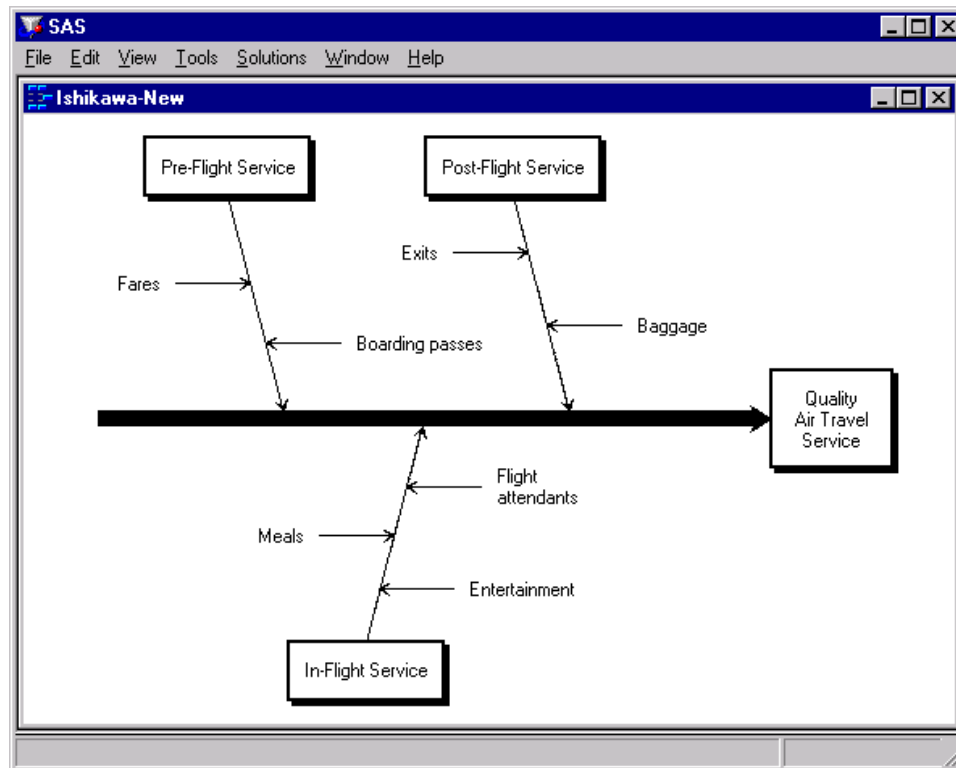 SAS
File Edit View Tools Solutions Window Help
Ishikawa-New
Pre-Flight Service
Post-Flight Service
Exits
Fares
Baggage
Boarding passes
Quality
Air Travel
Service
Flight
attendants
Meals
Entertainment
In-Flight Service